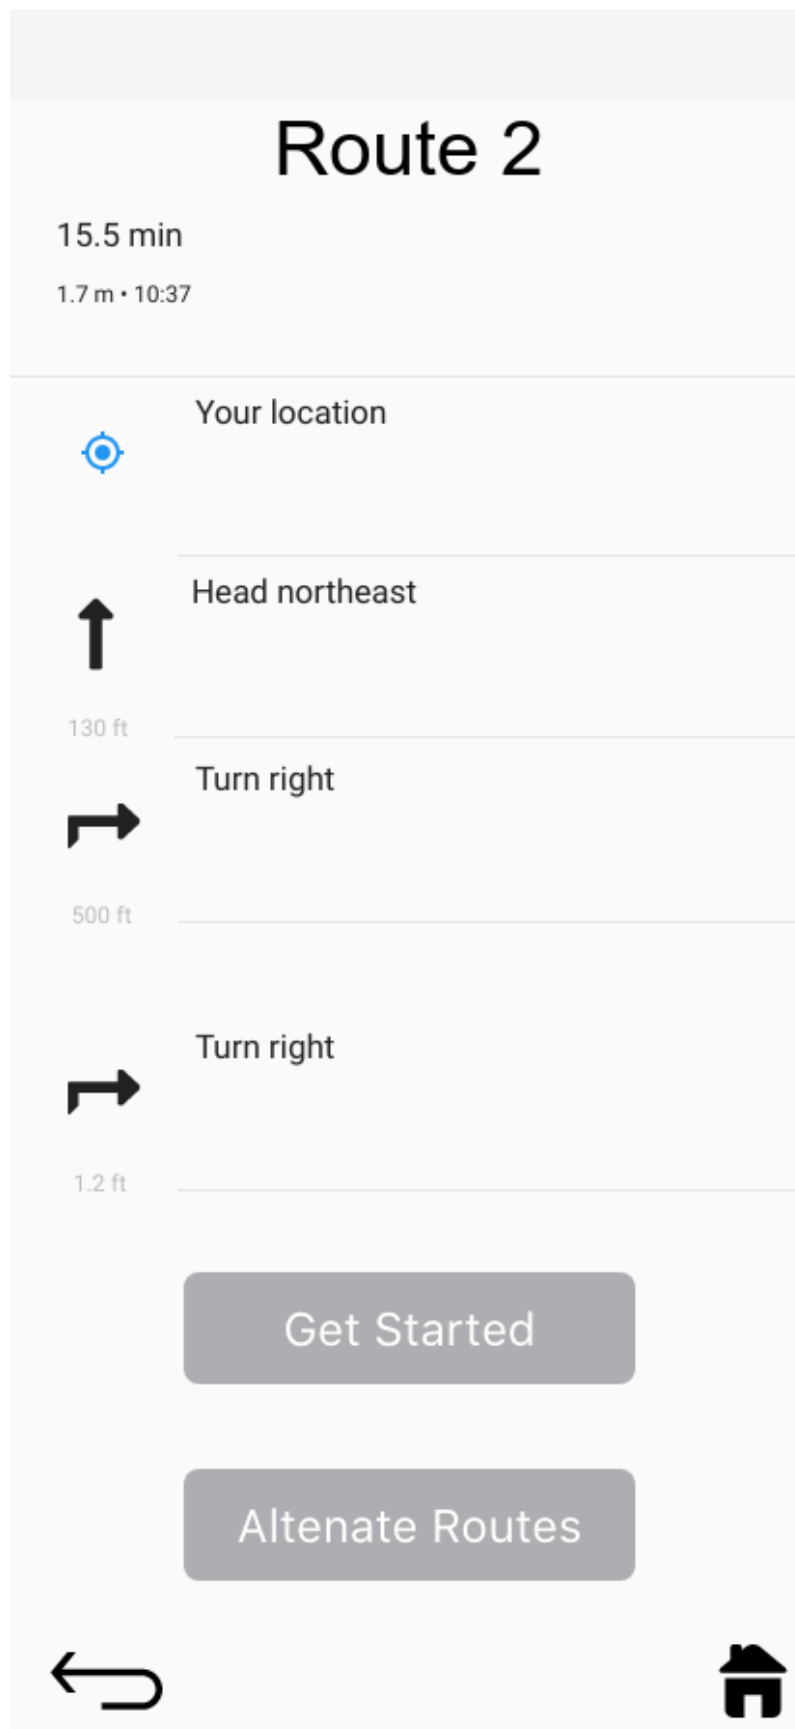 Route 2
15.5 min
1.7 m • 10:37
Your location
Head northeast
130 ft
Turn right
500 ft
Turn right
1.2 ft
Get Started
Altenate Routes